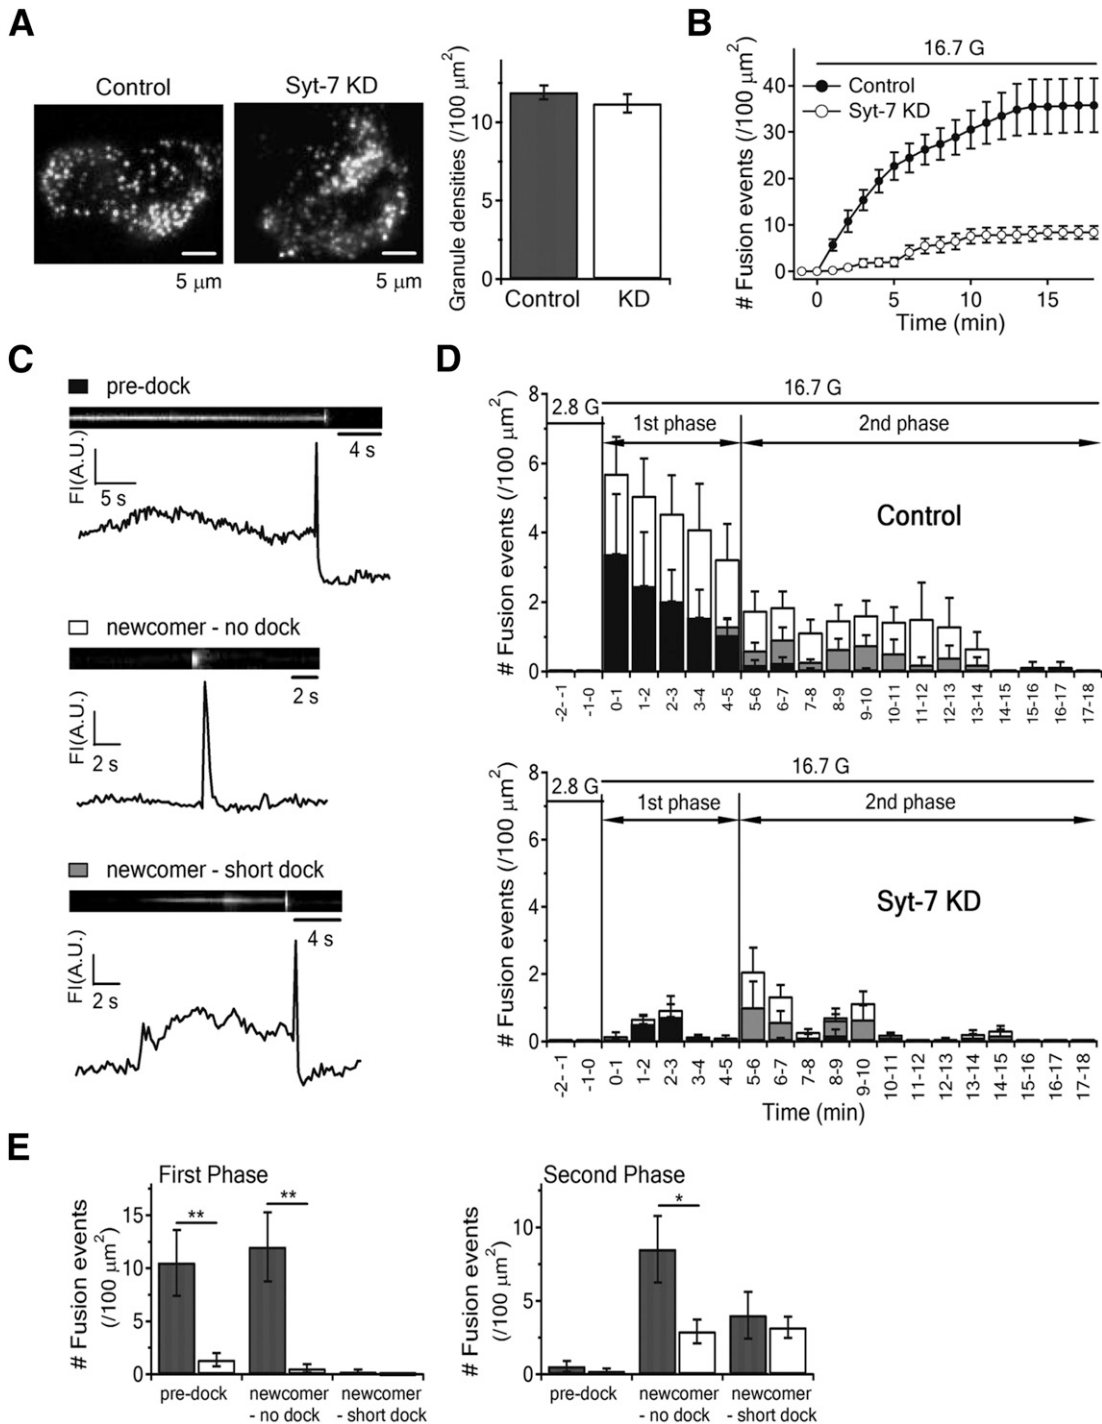 A
Control
Syt-7 KD
5 μm
5 μm
Granule densities (/100 μm²)
10
5
0
Control
KD
B
16.7 G
Control
Syt-7 KD
# Fusion events (/100 μm²)
40
30
20
10
0
0
5
10
15
Time (min)
C
pre-dock
4 s
FI(A.U.)
5 s
newcomer - no dock
2 s
FI(A.U.)
2 s
newcomer - short dock
4 s
FI(A.U.)
2 s
D
16.7 G
2.8 G
1st phase
2nd phase
Control
# Fusion events (/100 μm²)
8
6
4
2
0
-2- -1
-1-0
0-1
1-2
2-3
3-4
4-5
5-6
6-7
7-8
8-9
9-10
10-11
11-12
12-13
13-14
14-15
15-16
16-17
17-18
16.7 G
2.8 G
1st phase
2nd phase
Syt-7 KD
# Fusion events (/100 μm²)
8
6
4
2
0
-2- -1
-1-0
0-1
1-2
2-3
3-4
4-5
5-6
6-7
7-8
8-9
9-10
10-11
11-12
12-13
13-14
14-15
15-16
16-17
17-18
Time (min)
E
First Phase
# Fusion events
(/100 μm²)
15
10
5
0
**
**
pre-dock
newcomer
- no dock
newcomer
- short dock
Second Phase
# Fusion events
(/100 μm²)
10
5
0
*
pre-dock
newcomer
- no dock
newcomer
- short dock